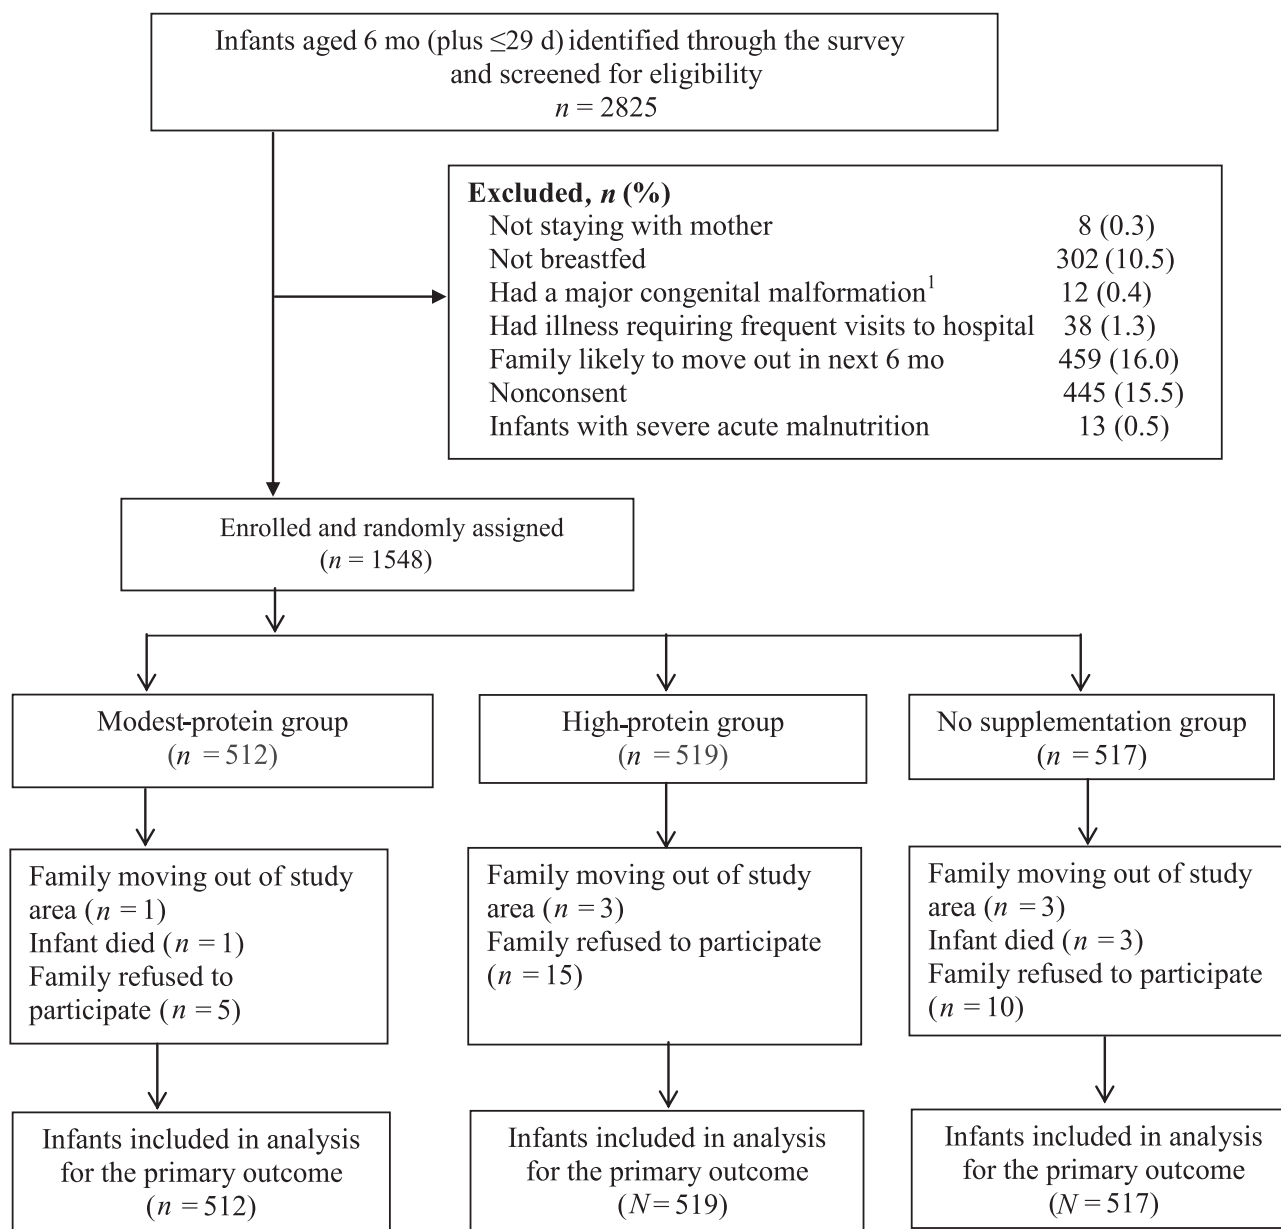 Infants aged 6 mo (plus ≤29 d) identified through the survey
and screened for eligibility
n = 2825
Excluded, n (%)
Not staying with mother 8 (0.3)
Not breastfed 302 (10.5)
Had a major congenital malformation¹ 12 (0.4)
Had illness requiring frequent visits to hospital 38 (1.3)
Family likely to move out in next 6 mo 459 (16.0)
Nonconsent 445 (15.5)
Infants with severe acute malnutrition 13 (0.5)
Enrolled and randomly assigned
(n = 1548)
Modest-protein group
(n = 512)
High-protein group
(n = 519)
No supplementation group
(n = 517)
Family moving out of study
area (n = 1)
Infant died (n = 1)
Family refused to
participate (n = 5)
Family moving out of study
area (n = 3)
Family refused to participate
(n = 15)
Family moving out of study
area (n = 3)
Infant died (n = 3)
Family refused to participate
(n = 10)
Infants included in analysis
for the primary outcome
(n = 512)
Infants included in analysis
for the primary outcome
(N = 519)
Infants included in analysis
for the primary outcome
(N = 517)